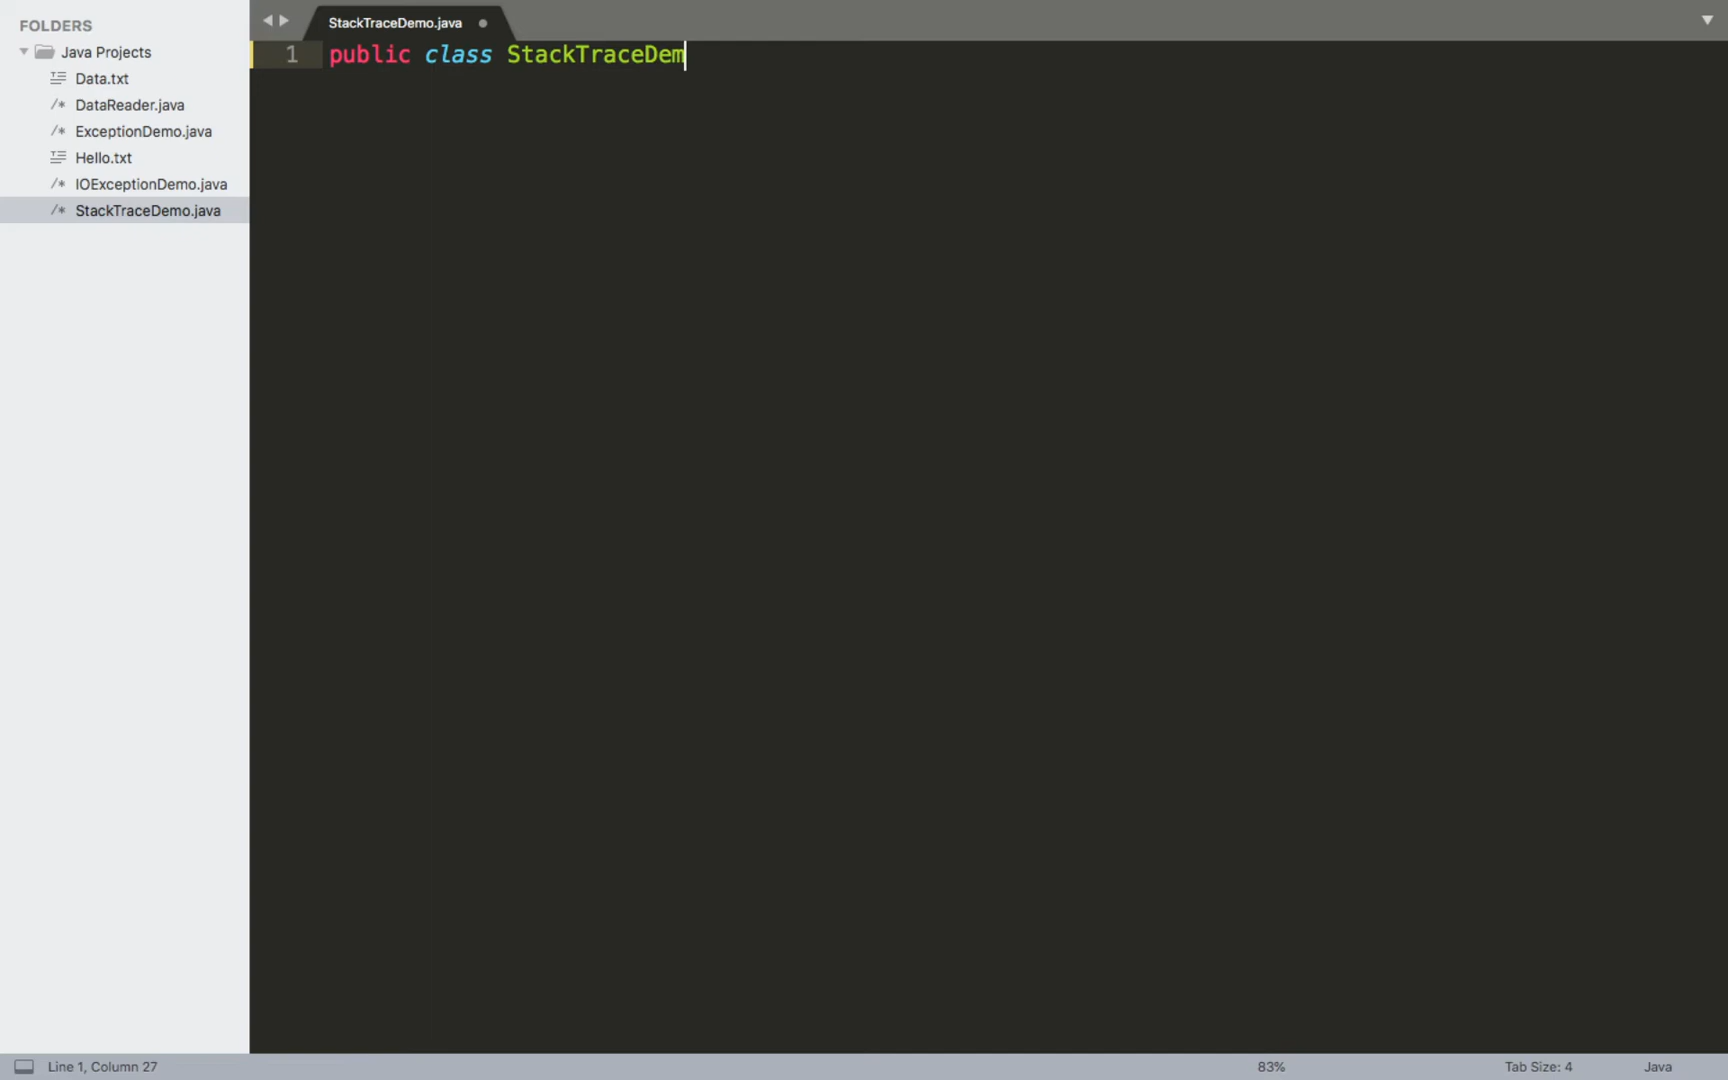 FOLDERS
Java Projects
Data.txt
/* DataReader.java
/* ExceptionDemo.java
Hello.txt
/* IOExceptionDemo.java
/* StackTraceDemo.java
StackTraceDemo.java
1 public class StackTraceDem
Line 1, Column 27
83%
Tab Size: 4
Java